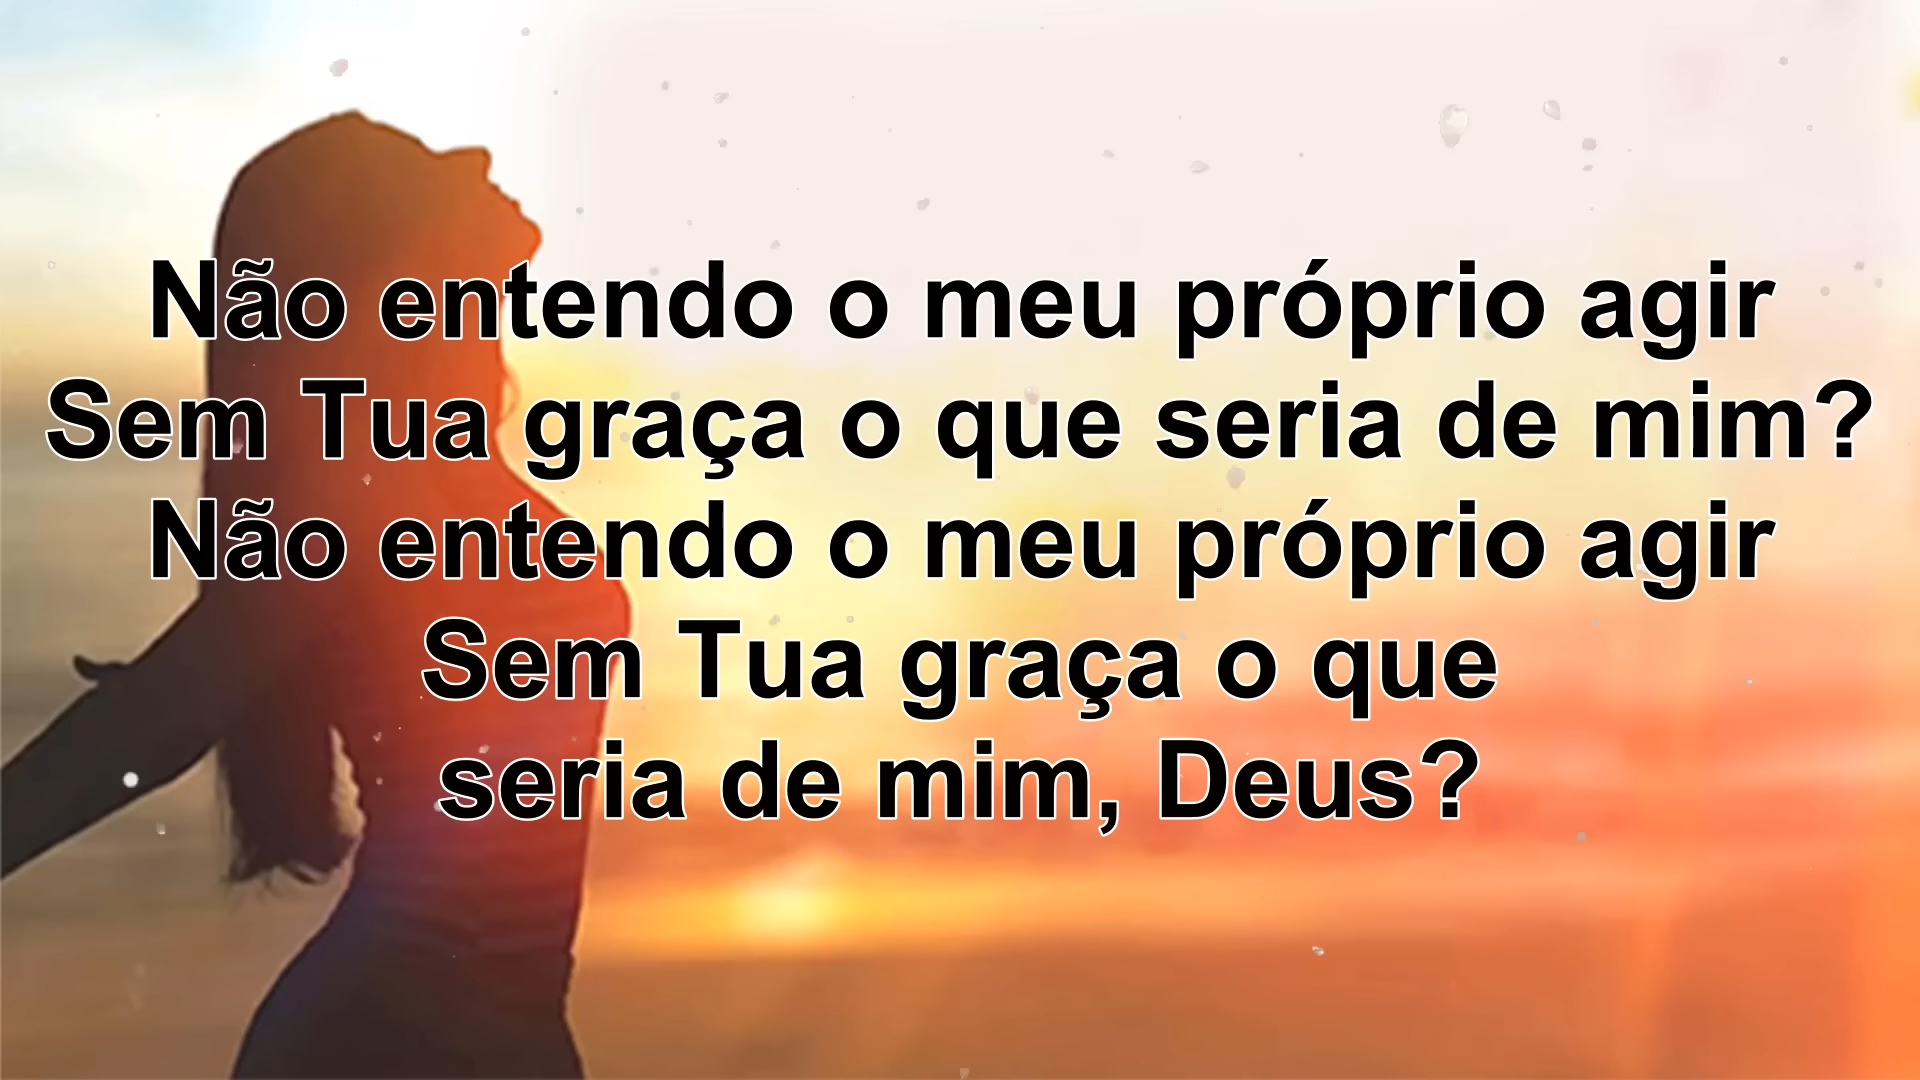 Não entendo o meu próprio agir
Sem Tua graça o que seria de mim?
Não entendo o meu próprio agir
Sem Tua graça o que
seria de mim, Deus?